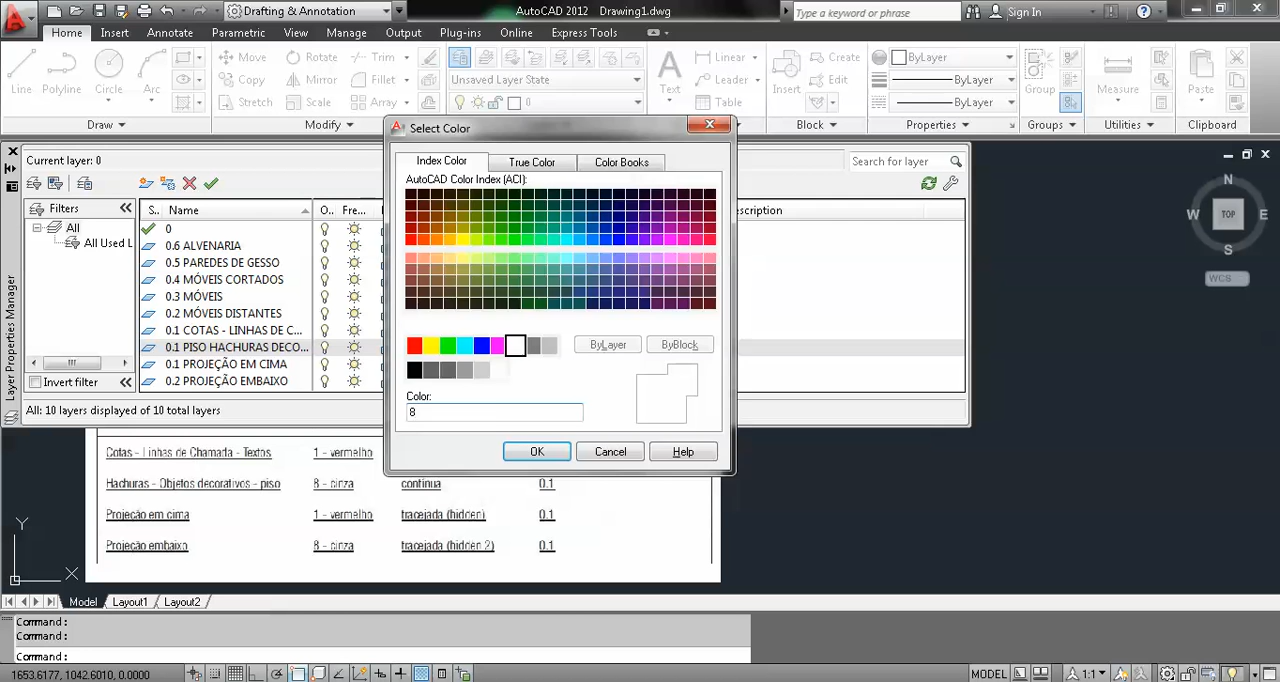 Drafting & Annotation
AutoCAD 2012 Drawing1.dwg
Type a keyword or phrase
Sign In
Home Insert Annotate Parametric View Manage Output Plug-ins Online Express Tools
Line Polyline Circle Arc
Move Rotate Trim
Copy Mirror Fillet
Stretch Scale Array
Unsaved Layer State
0
Text
Linear
Leader
Table
Insert
Create
Edit
ByLayer
ByLayer
ByLayer
Group
Measure
Paste
Draw Modify Block Properties Groups Utilities Clipboard
Select Color
Current layer: 0
Search for layer
Index Color True Color Color Books
AutoCAD Color Index (ACI):
Filters
All
All Used L
Invert filter
S.. Name O.. Fre...
escription
0
0.6 ALVENARIA
0.5 PAREDES DE GESSO
0.4 MÓVEIS CORTADOS
0.3 MÓVEIS
0.2 MÓVEIS DISTANTES
0.1 COTAS - LINHAS DE C...
0.1 PISO HACHURAS DECO...
0.1 PROJEÇÃO EM CIMA
0.2 PROJEÇÃO EMBAIXO
ByLayer ByBlock
Color:
8
OK Cancel Help
All: 10 layers displayed of 10 total layers
Layer Properties Manager
N
W TOP E
S
WCS
Cotas - Linhas de Chamada - Textos 1 - vermelho
Hachuras - Objetos decorativos - piso 8 - cinza contínua 0.1
Projecão em cima 1 - vermelho tracejada (hidden) 0.1
Projecão embaixo 8 - cinza tracejada (hidden 2) 0.1
Y
X
Model Layout1 Layout2
Command:
Command:
Command:
1653.6177, 1042.6010, 0.0000
MODEL
1:1